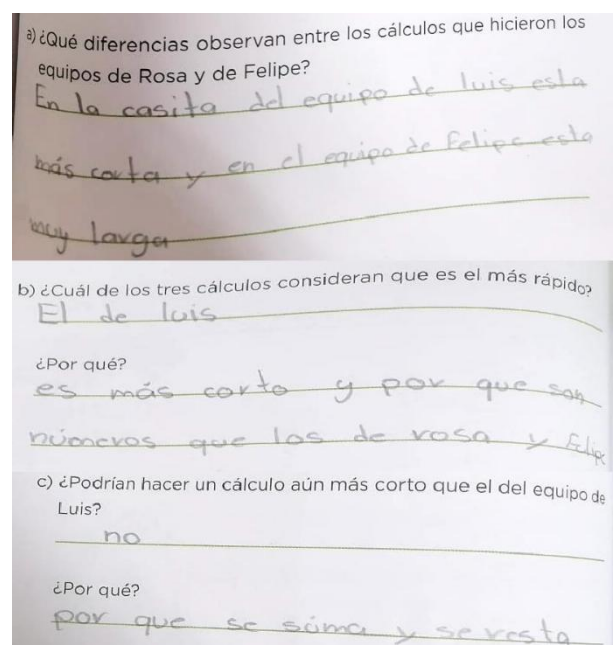 a) ¿Qué diferencias observan entre los cálculos que hicieron los
equipos de Rosa y de Felipe?
En la casita del equipo de luis esta
más corta y en el equipo de Felipe esta
muy larga
b) ¿Cuál de los tres cálculos consideran que es el más rápido?
El de luis
¿Por qué?
es más corto y por que son
números que los de rosa y Felipe
c) ¿Podrían hacer un cálculo aún más corto que el del equipo de
Luis?
no
¿Por qué?
por que se súma y se resta